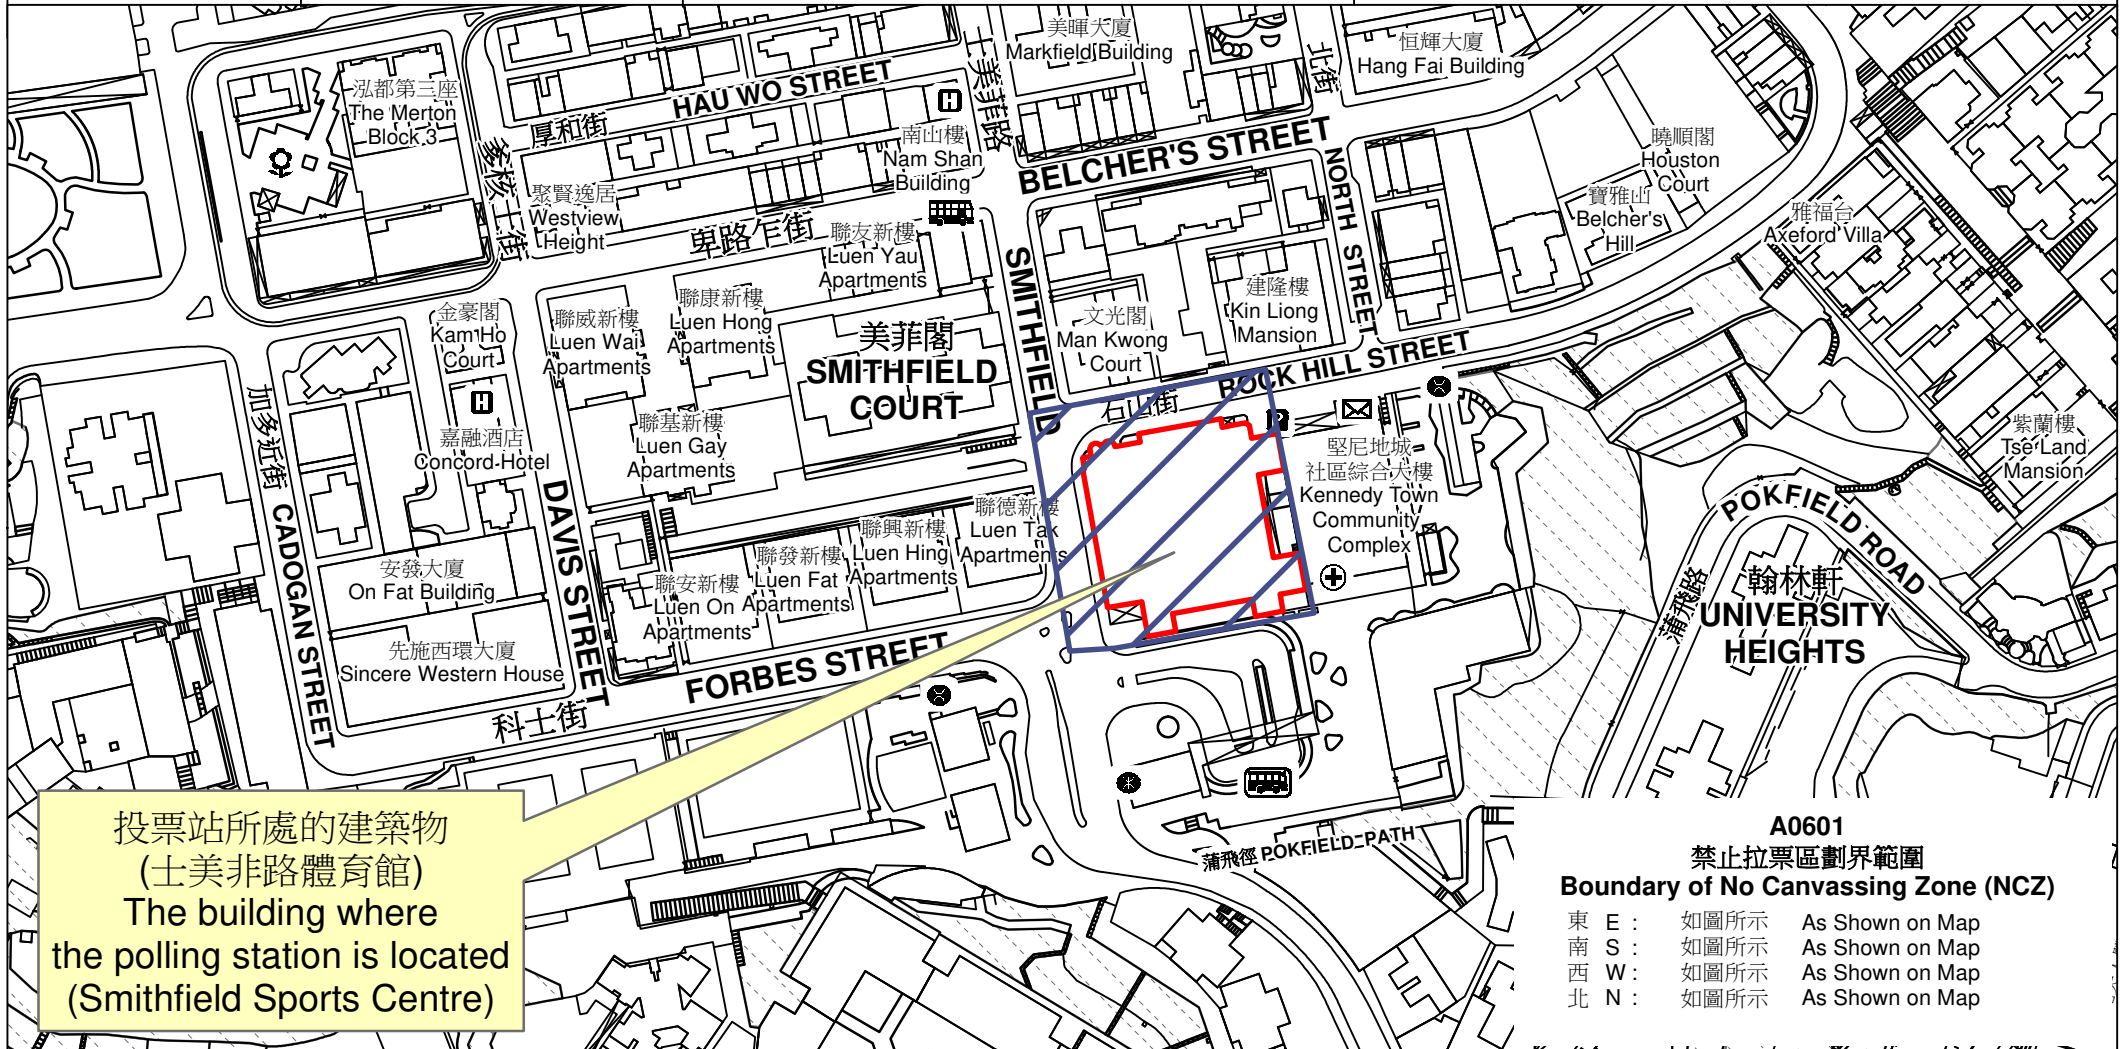 美暉大廈
Markfield Building
恒輝大廈
Hang Fai Building
北街
士美菲路
泓都第三座
The Merton
Block 3
厚和街
HAU WO STREET
多核士街
南山樓
Nam Shan
Building
BELCHER'S STREET
NORTH STREET
曉順閣
Houston
Court
寶雅山
Belcher's
Hill
雅福台
Axeford Villa
聚賢逸居
Westview
Height
卑路乍街
聯友新樓
Luen Yau
Apartments
SMITHFIELD
建隆樓
Kin Liong
Mansion
文光閣
Man Kwong
Court
金豪閣
Kam Ho
Court
聯威新樓
Luen Wai
Apartments
聯康新樓
Luen Hong
Apartments
美菲閣
SMITHFIELD
COURT
石山街
ROCK HILL STREET
加多近街
CADOGAN STREET
嘉融酒店
Concord Hotel
聯基新樓
Luen Gay
Apartments
堅尼地城
社區綜合大樓
Kennedy Town
Community
Complex
紫蘭樓
Tse Land
Mansion
POKFIELD ROAD
蒲飛路
DAVIS STREET
聯德新樓
Luen Tak
Apartments
聯興新樓
Luen Hing
Apartments
聯發新樓
Luen Fat
Apartments
聯安新樓
Luen On
Apartments
安發大廈
On Fat Building
先施西環大廈
Sincere Western House
翰林軒
UNIVERSITY
HEIGHTS
科士街
FORBES STREET
蒲飛徑 POKFIELD PATH
投票站所處的建築物
(士美非路體育館)
The building where
the polling station is located
(Smithfield Sports Centre)
A0601
禁止拉票區劃界範圍
Boundary of No Canvassing Zone (NCZ)
東 E : 如圖所示 As Shown on Map
南 S : 如圖所示 As Shown on Map
西 W : 如圖所示 As Shown on Map
北 N : 如圖所示 As Shown on Map